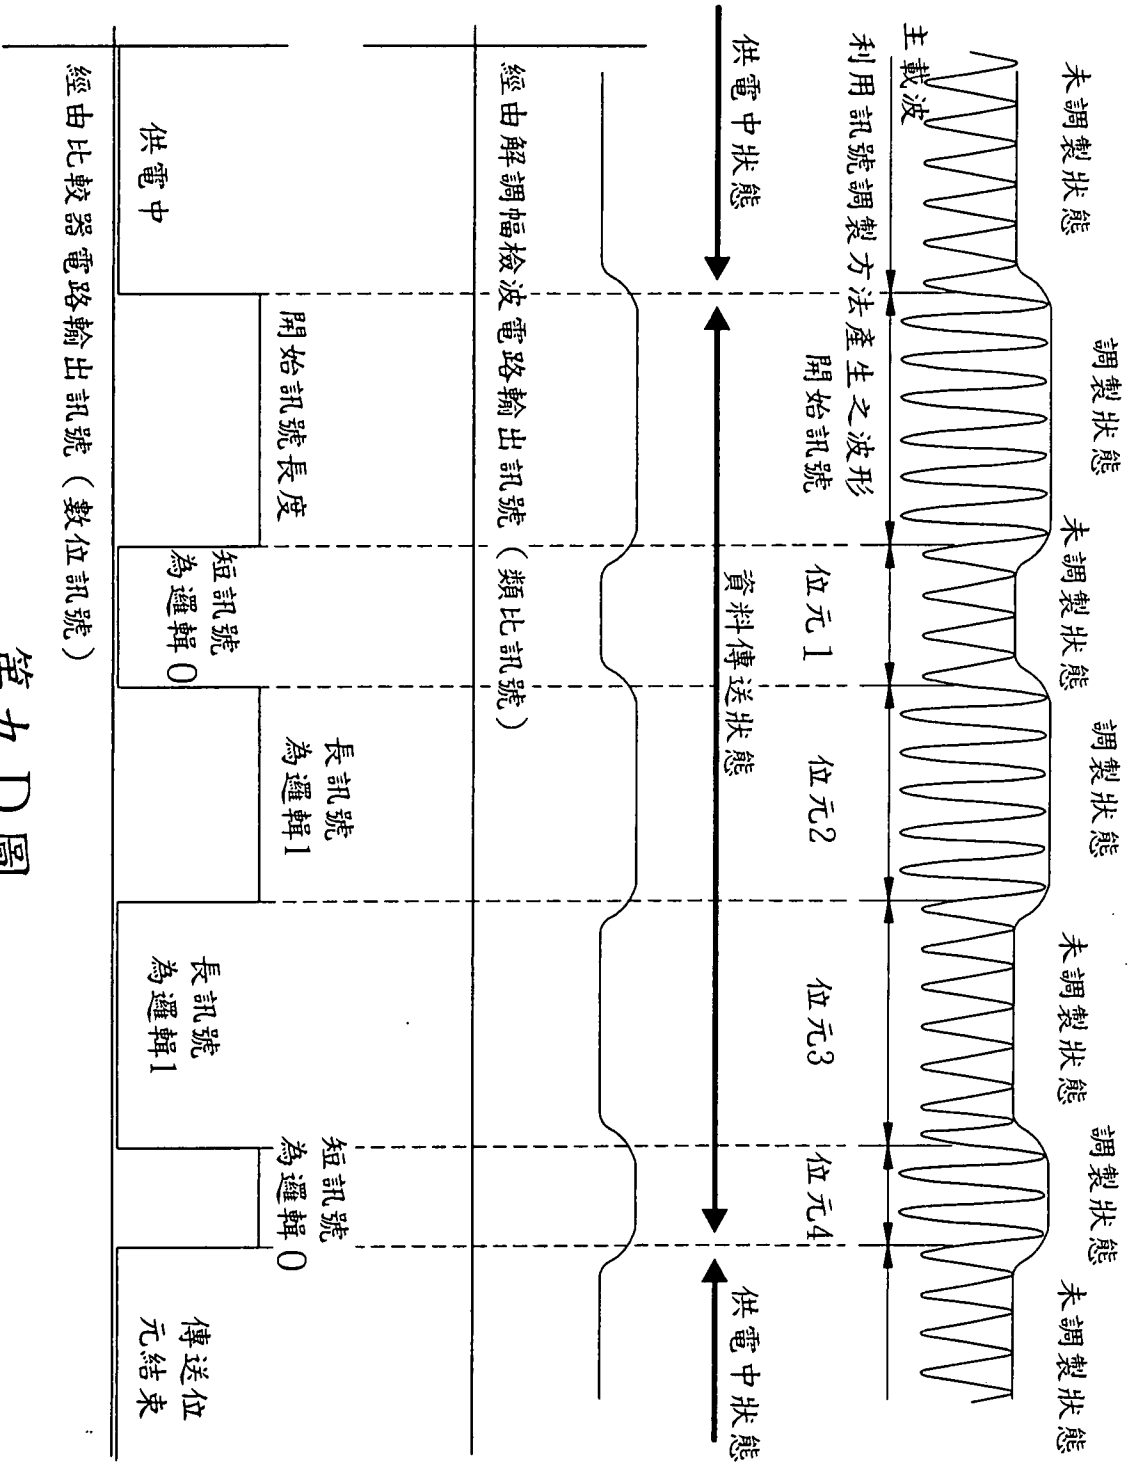 未調製狀態
調製狀態
未調製狀態
調製狀態
未調製狀態
調製狀態
未調製狀態
主載波
利用訊號調製方法產生之波形
開始訊號
位元1
位元2
位元3
位元4
供電中狀態
資料傳送狀態
供電中狀態
經由解調幅檢波電路輸出訊號(類比訊號)
開始訊號長度
長訊號
為邏輯1
短訊號
為邏輯0
供電中
短訊號
為邏輯0
長訊號
為邏輯1
傳送位
元結束
經由比較器電路輸出訊號(數位訊號)
第九D圖